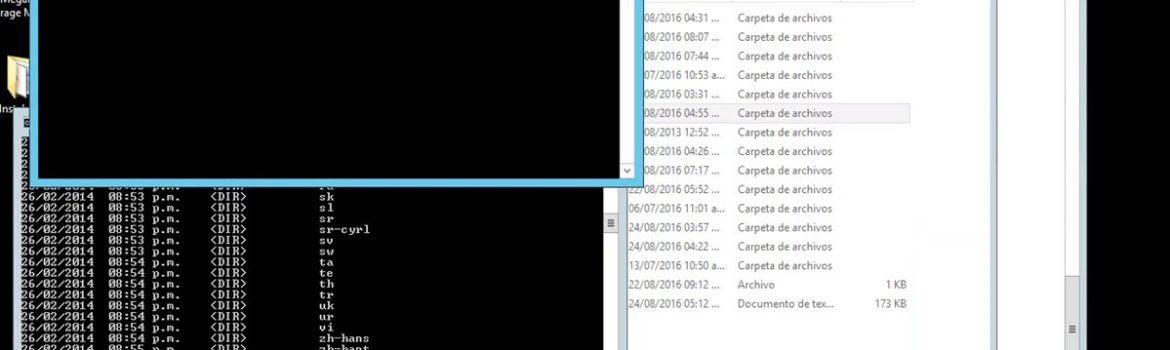 rage
08/2016 04:31 ... Carpeta de archivos
08/2016 08:07 ... Carpeta de archivos
08/2016 07:44 ... Carpeta de archivos
07/2016 10:53 a... Carpeta de archivos
08/2016 03:31 ... Carpeta de archivos
08/2016 04:55 ... Carpeta de archivos
08/2013 12:52 ... Carpeta de archivos
08/2016 04:26 ... Carpeta de archivos
08/2016 07:17 ... Carpeta de archivos
22/08/2016 05:52 ... Carpeta de archivos
06/07/2016 11:01 a... Carpeta de archivos
24/08/2016 03:57 ... Carpeta de archivos
24/08/2016 04:22 ... Carpeta de archivos
13/07/2016 10:50 a... Carpeta de archivos
22/08/2016 09:12 ... Archivo 1 KB
24/08/2016 05:12 ... Documento de tex... 173 KB
26/02/2014 08:53 p.m. <DIR> sk
26/02/2014 08:53 p.m. <DIR> sl
26/02/2014 08:53 p.m. <DIR> sr
26/02/2014 08:53 p.m. <DIR> sr-cyrl
26/02/2014 08:53 p.m. <DIR> sv
26/02/2014 08:53 p.m. <DIR> sw
26/02/2014 08:54 p.m. <DIR> ta
26/02/2014 08:54 p.m. <DIR> te
26/02/2014 08:54 p.m. <DIR> th
26/02/2014 08:54 p.m. <DIR> tr
26/02/2014 08:54 p.m. <DIR> uk
26/02/2014 08:54 p.m. <DIR> ur
26/02/2014 08:54 p.m. <DIR> vi
26/02/2014 08:54 p.m. <DIR> zh-hans
26/02/2014 08:55 p.m. <DIR> zh-hant